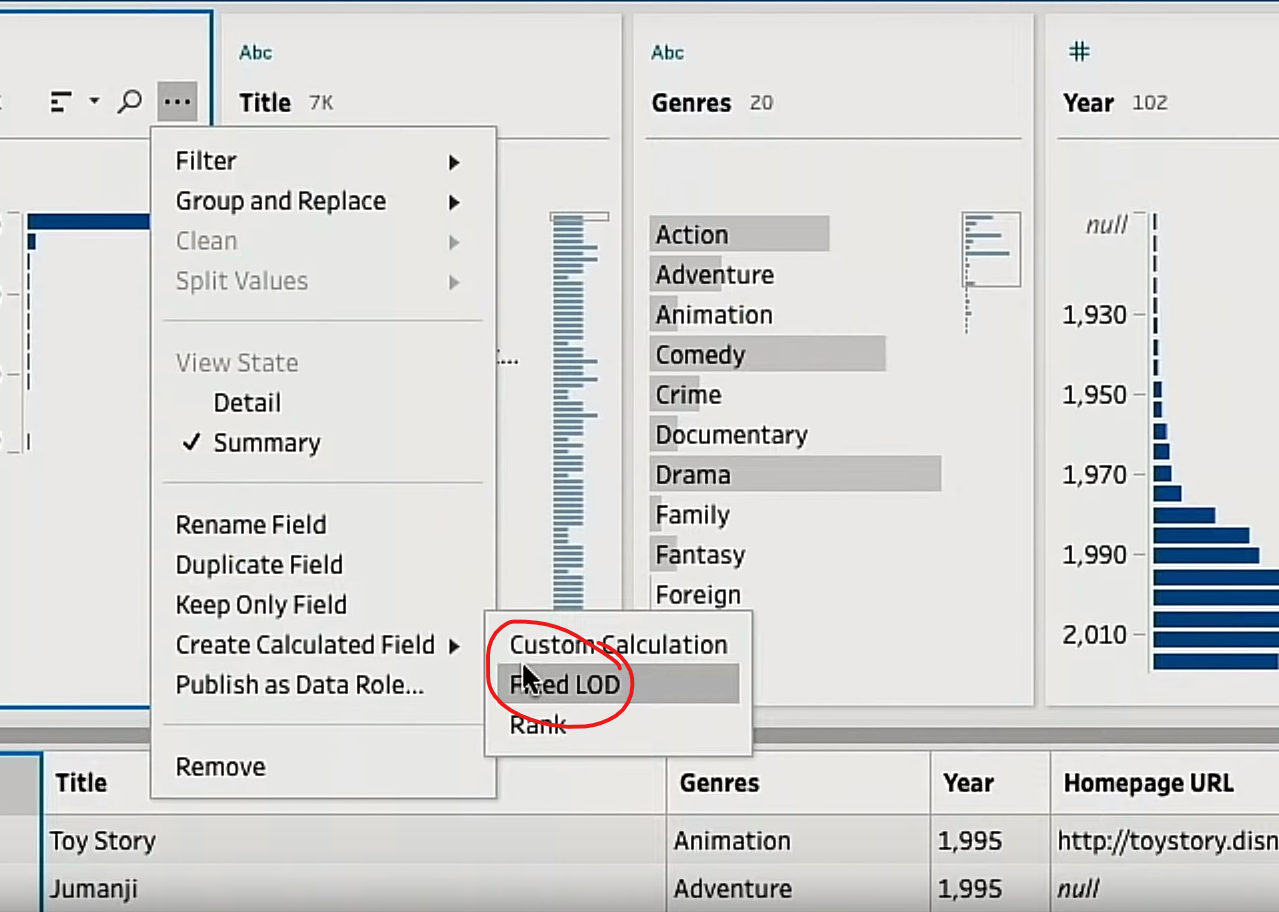 Abc
Abc
#
Title 7K
Genres 20
Year 102
Filter
Group and Replace
Clean
Split Values
View State
Detail
✓ Summary
Rename Field
Duplicate Field
Keep Only Field
Create Calculated Field
Publish as Data Role...
Remove
Custom Calculation
Fixed LOD
Rank
Action
Adventure
Animation
Comedy
Crime
Documentary
Drama
Family
Fantasy
Foreign
null
1,930
1,950
1,970
1,990
2,010
Title Genres Year Homepage URL
Toy Story Animation 1,995 http://toystory.disn
Jumanji Adventure 1,995 null